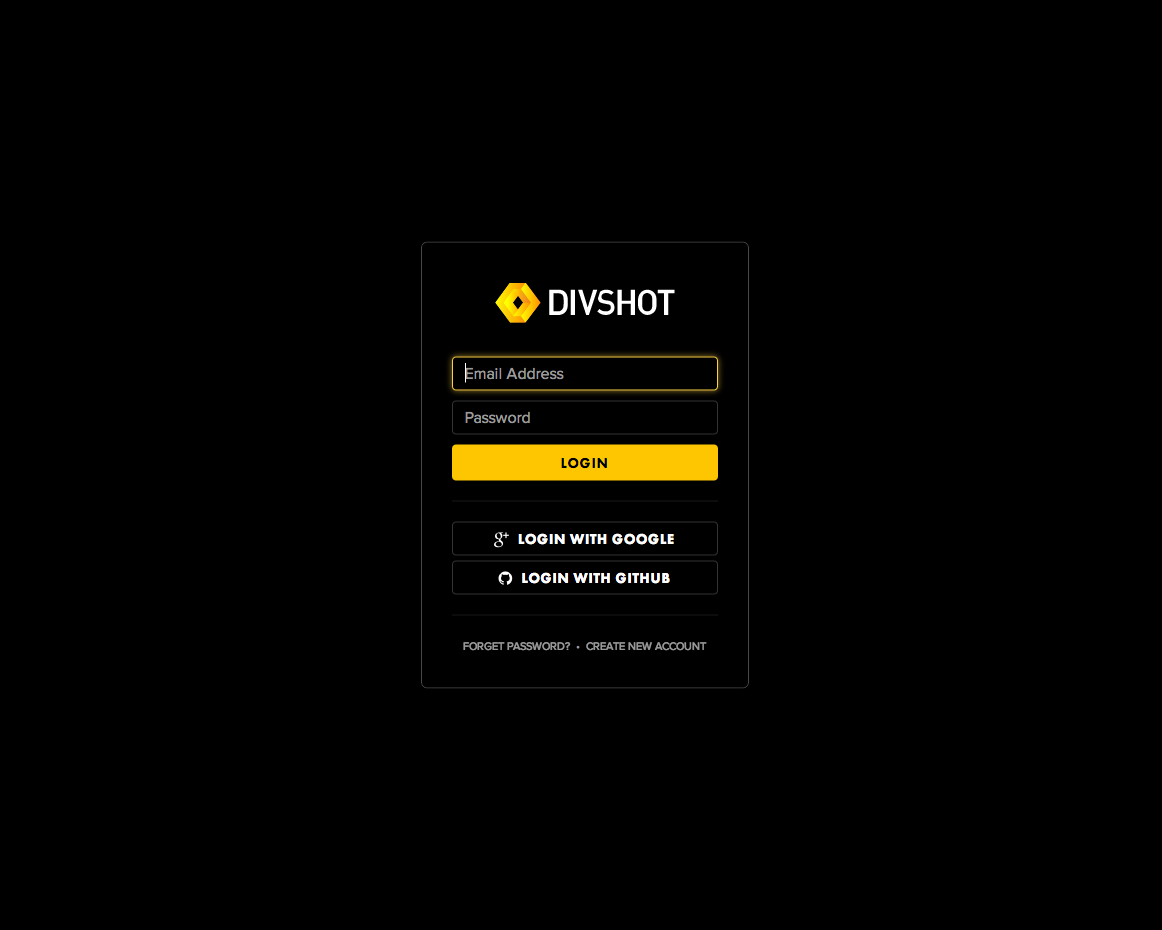 DIVSHOT
Email Address
Password
LOGIN
g+ LOGIN WITH GOOGLE
LOGIN WITH GITHUB
FORGET PASSWORD? • CREATE NEW ACCOUNT